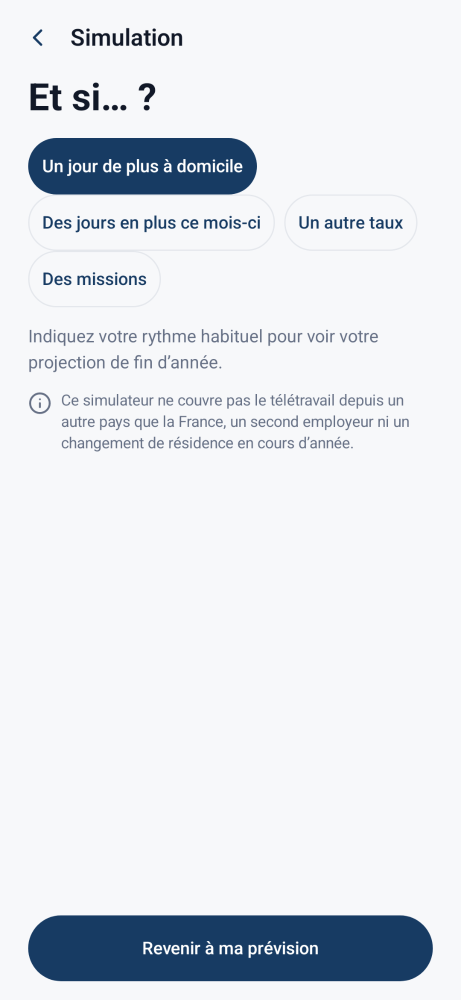 Simulation
Et si… ?
Un jour de plus à domicile
Des jours en plus ce mois-ci
Un autre taux
Des missions
Indiquez votre rythme habituel pour voir votre
projection de fin d’année.
Ce simulateur ne couvre pas le télétravail depuis un
autre pays que la France, un second employeur ni un
changement de résidence en cours d’année.
Revenir à ma prévision